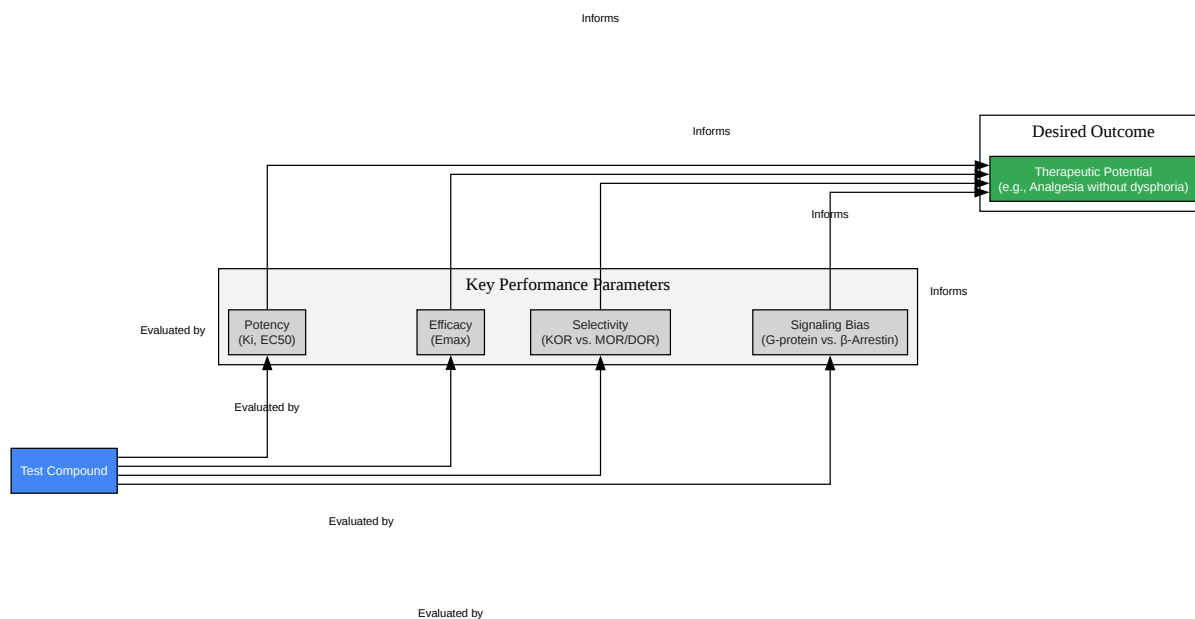 Informs
Informs
Desired Outcome
Therapeutic Potential
(e.g., Analgesia without dysphoria)
Informs
Key Performance Parameters
Informs
Evaluated by
Potency
(Ki, EC50)
Efficacy
(Emax)
Selectivity
(KOR vs. MOR/DOR)
Signaling Bias
(G-protein vs. β-Arrestin)
Evaluated by
Test Compound
Evaluated by
Evaluated by